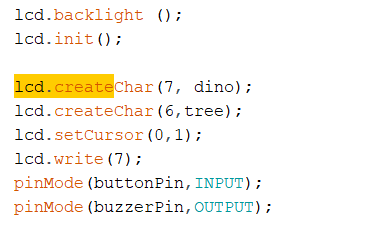 lcd.backlight ();
lcd.init();
lcd.createChar(7, dino);
lcd.createChar(6,tree);
lcd.setCursor(0,1);
lcd.write(7);
pinMode(buttonPin,INPUT);
pinMode(buzzerPin,OUTPUT);